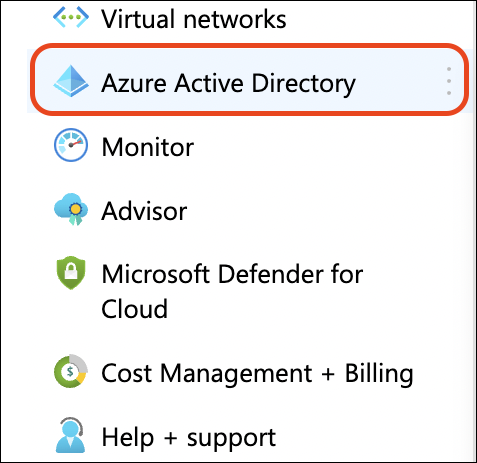 Virtual networks
Azure Active Directory
Monitor
Advisor
Microsoft Defender for
Cloud
Cost Management + Billing
Help + support